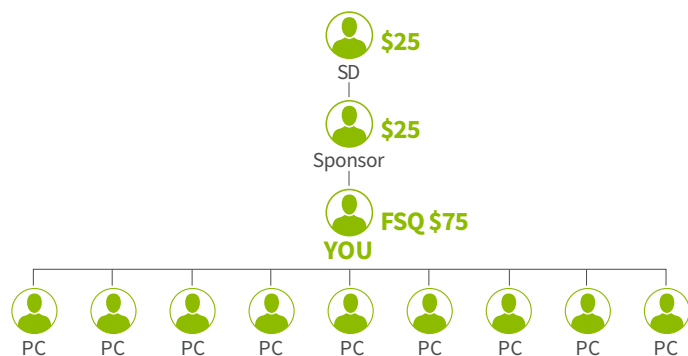 $25
SD
$25
Sponsor
FSQ $75
YOU
PC PC PC PC PC PC PC PC PC